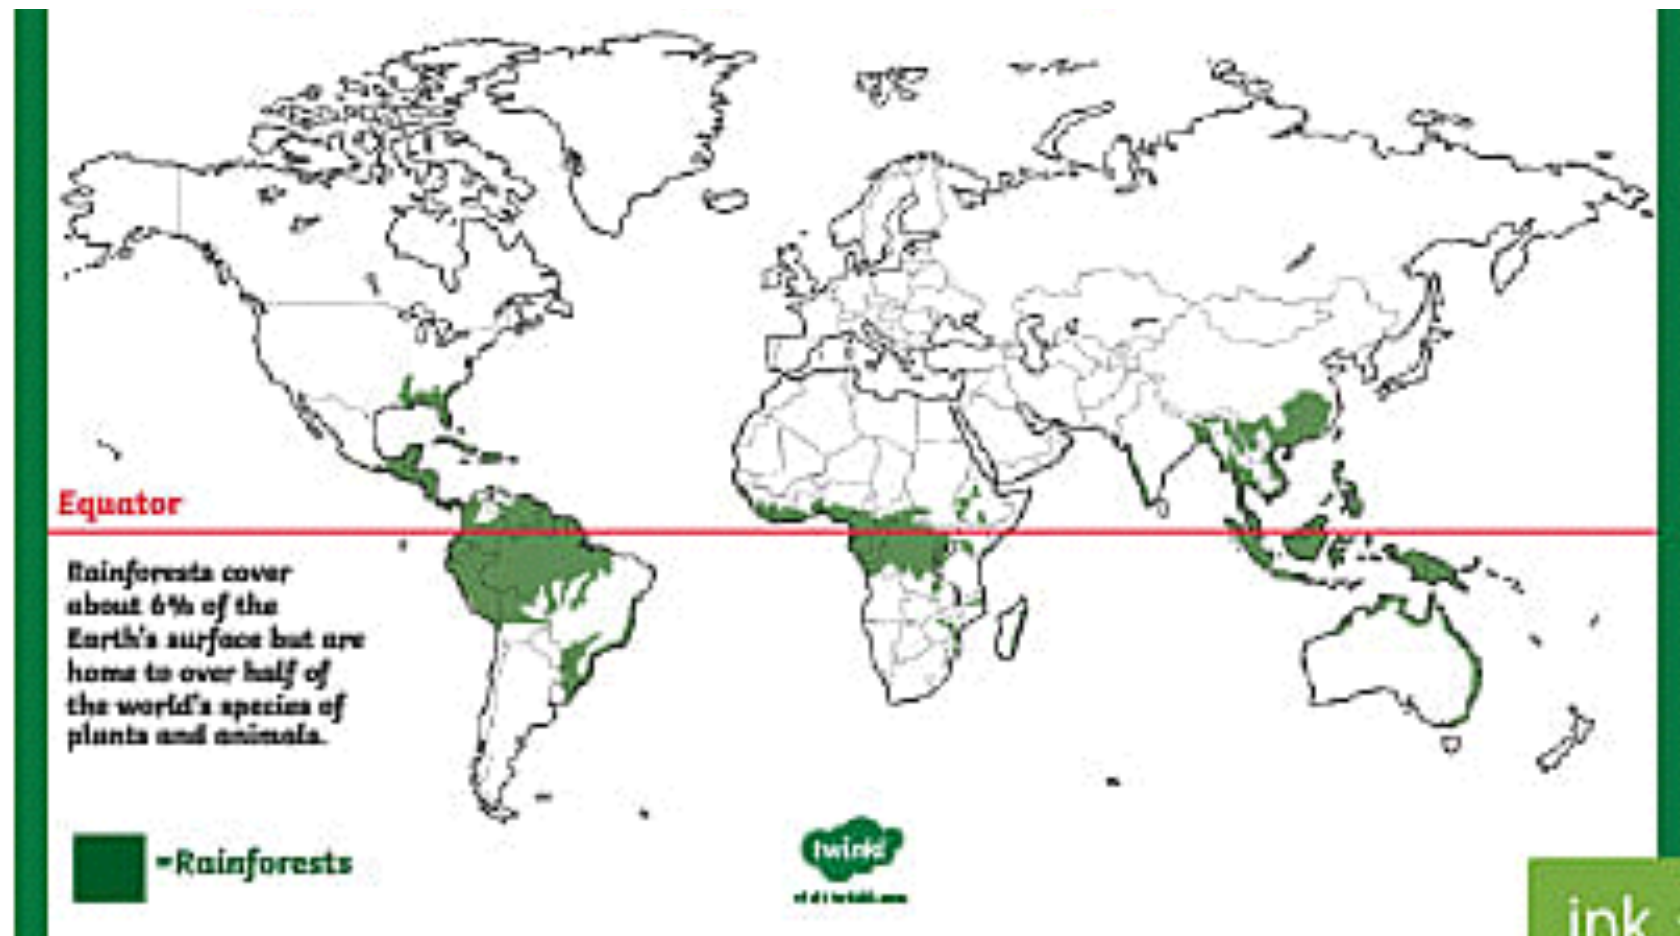 Equator
Rainforests cover
about 6% of the
Earth's surface but are
home to over half of
the world's species of
plants and animals.
=Rainforests
twinkl
ink